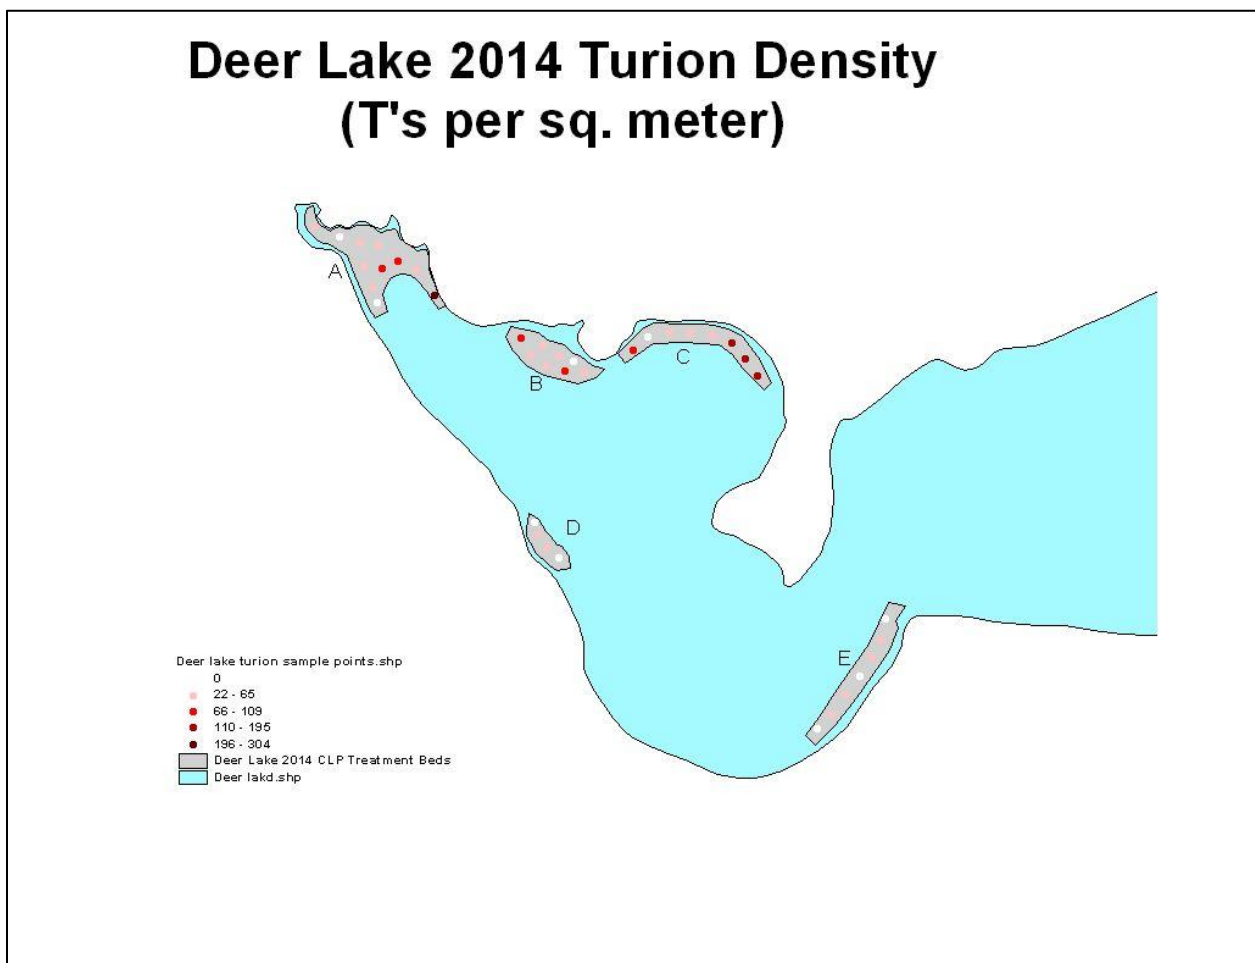 Deer Lake 2014 Turion Density
(T's per sq. meter)
A
B
C
D
E
Deer lake turion sample points.shp
0
22 - 65
66 - 109
110 - 195
196 - 304
Deer Lake 2014 CLP Treatment Beds
Deer lakd.shp